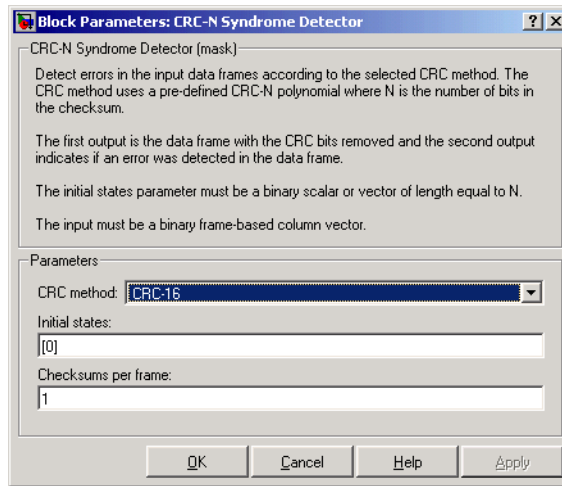 Block Parameters: CRC-N Syndrome Detector
CRC-N Syndrome Detector (mask)
Detect errors in the input data frames according to the selected CRC method. The
CRC method uses a pre-defined CRC-N polynomial where N is the number of bits in
the checksum.
The first output is the data frame with the CRC bits removed and the second output
indicates if an error was detected in the data frame.
The initial states parameter must be a binary scalar or vector of length equal to N.
The input must be a binary frame-based column vector.
Parameters
CRC method: CRC-16
Initial states:
[0]
Checksums per frame:
1
OK Cancel Help Apply